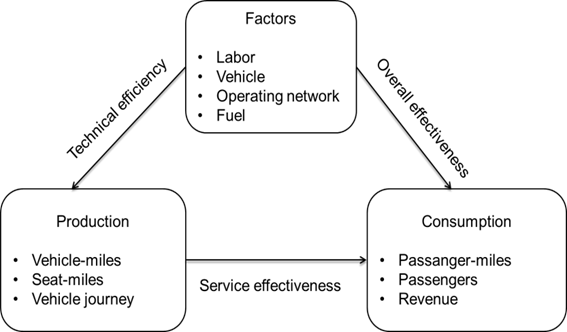 Factors
• Labor
• Vehicle
• Operating network
• Fuel
Technical efficiency
Overall effectiveness
Production
• Vehicle-miles
• Seat-miles
• Vehicle journey
Service effectiveness
Consumption
• Passanger-miles
• Passengers
• Revenue